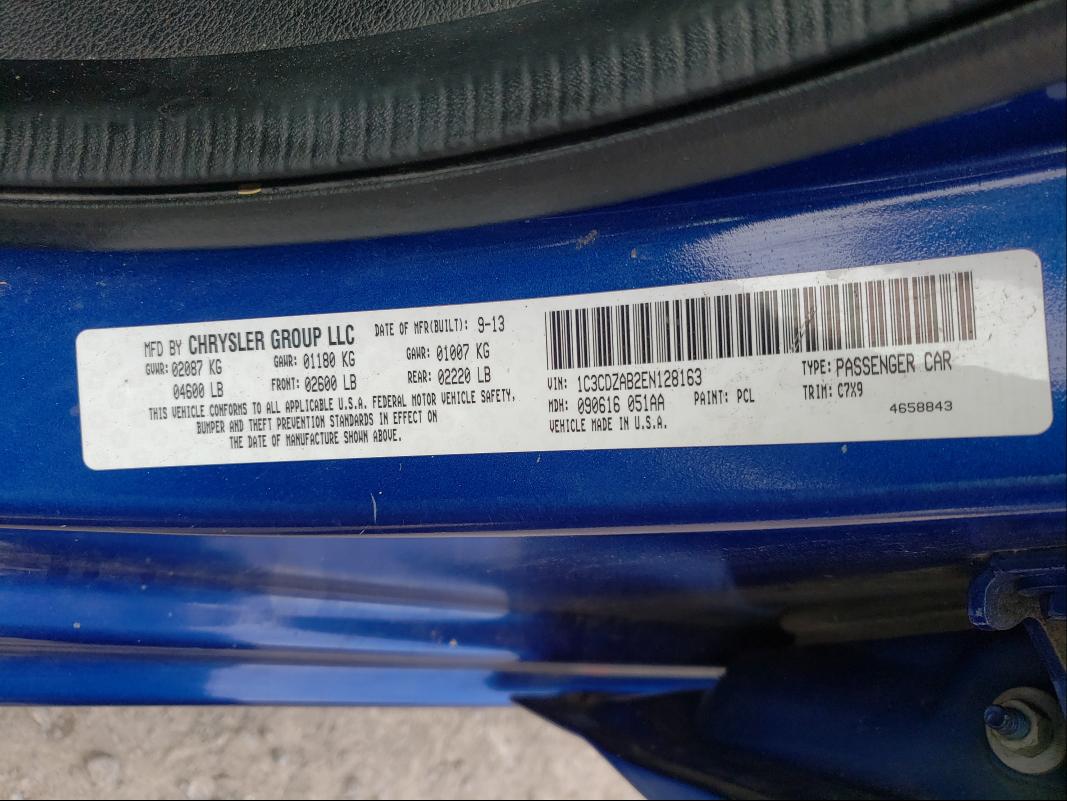 MFD BY CHRYSLER GROUP LLC DATE OF MFR(BUILT): 9-13
GVWR: 02087 KG GAWR: 01180 KG GAWR: 01007 KG
04600 LB FRONT: 02600 LB REAR: 02220 LB
THIS VEHICLE CONFORMS TO ALL APPLICABLE U.S.A. FEDERAL MOTOR VEHICLE SAFETY,
BUMPER AND THEFT PREVENTION STANDARDS IN EFFECT ON
THE DATE OF MANUFACTURE SHOWN ABOVE.
VIN: 1C3CDZAB2EN128163 TYPE: PASSENGER CAR
MDH: 090616 051AA PAINT: PCL TRIM: C7X9
VEHICLE MADE IN U.S.A. 4658843